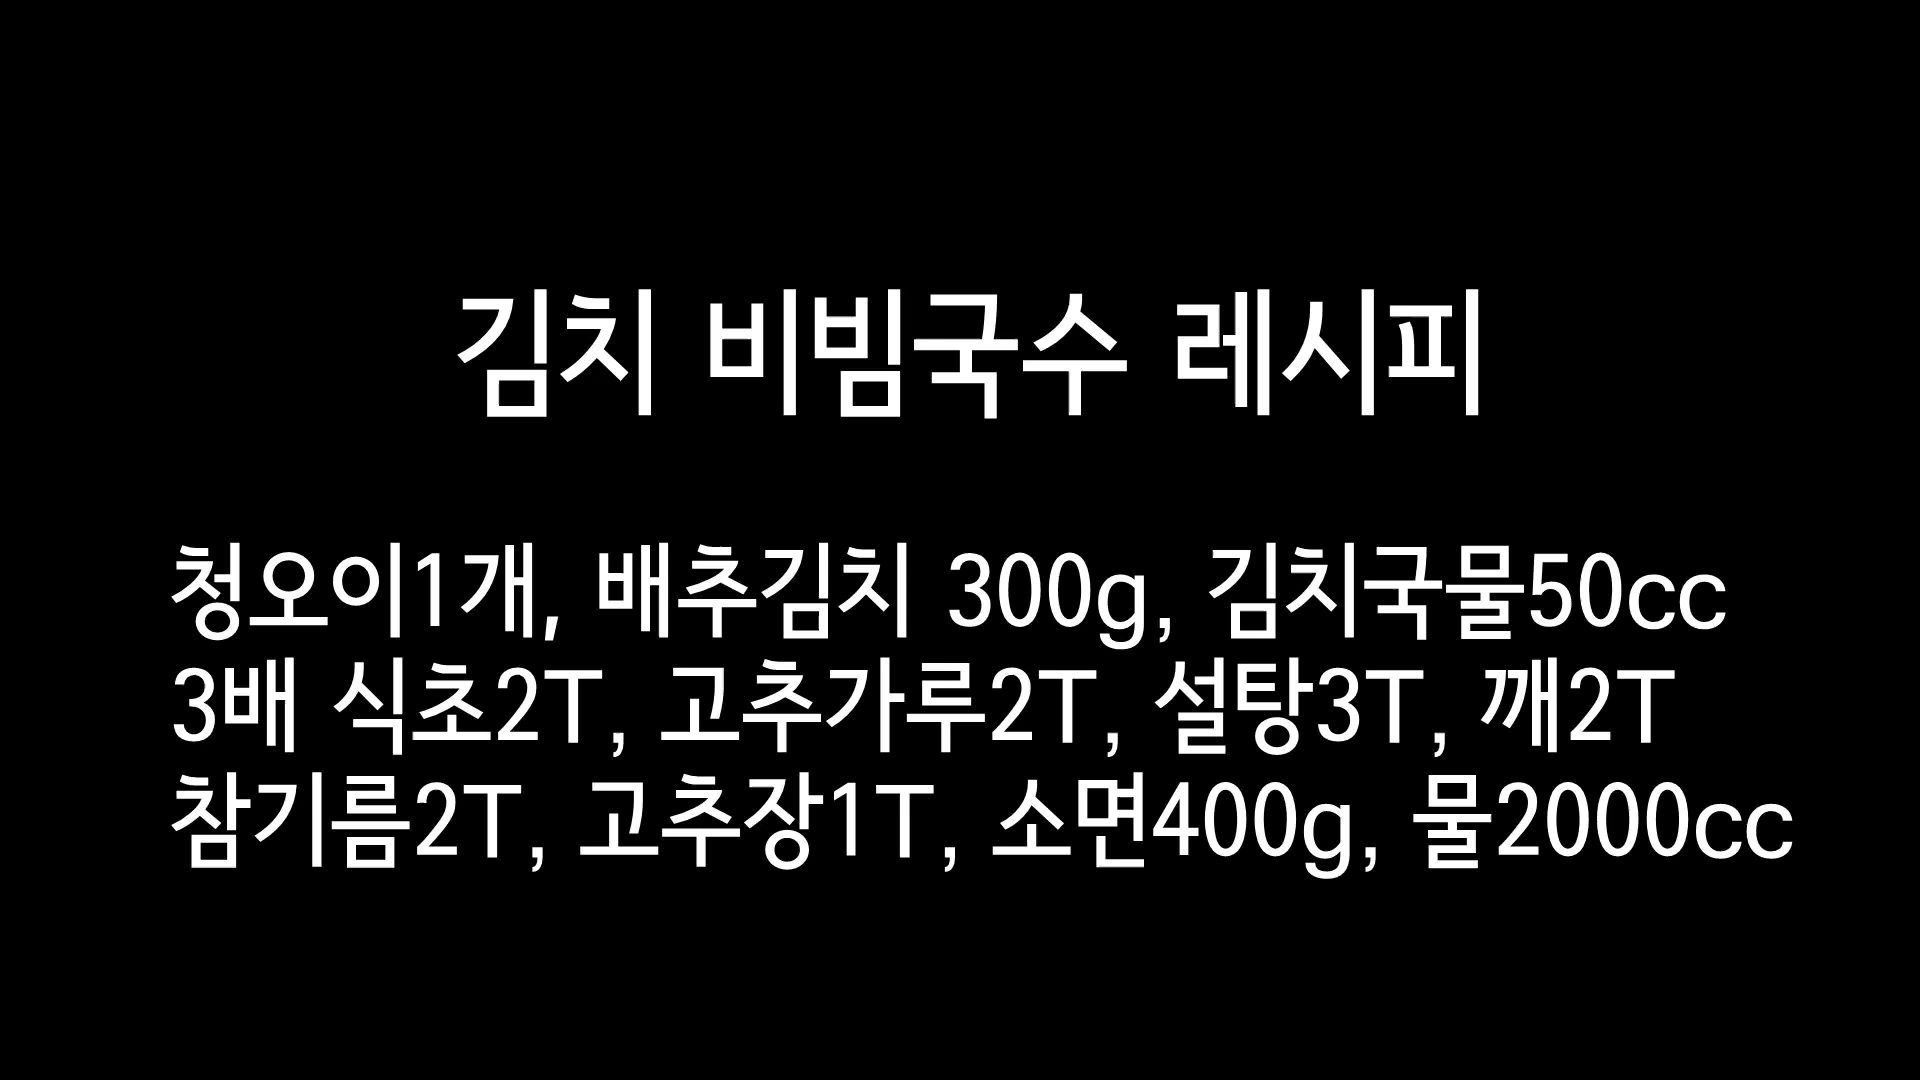 김치 비빔국수 레시피
청오이1개, 배추김치 300g, 김치국물50cc
3배 식초2T, 고추가루2T, 설탕3T, 깨2T
참기름2T, 고추장1T, 소면400g, 물2000cc